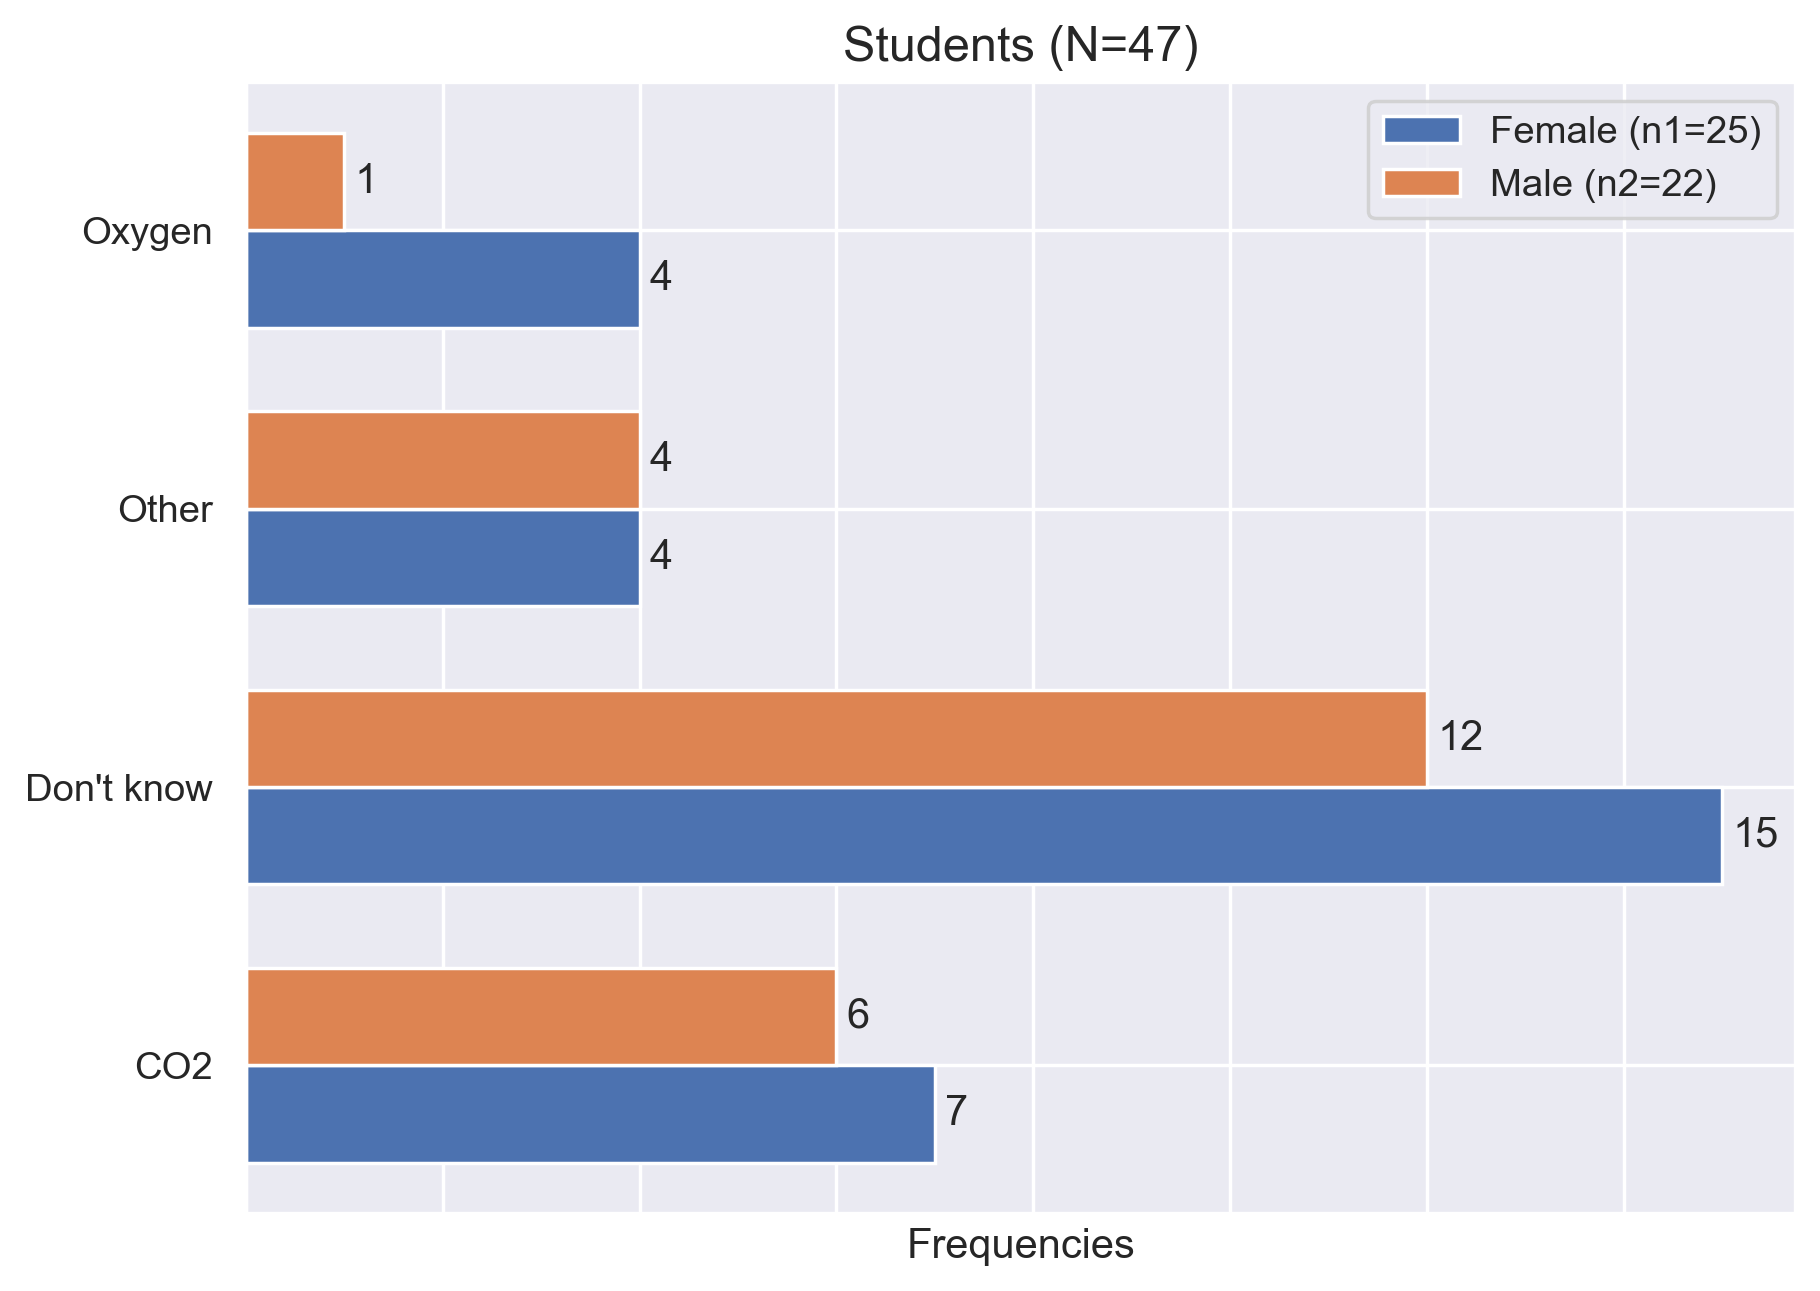 Students (N=47)
Female (n1=25)
Male (n2=22)
1
Oxygen
4
4
Other
4
12
Don't know
15
6
CO2
7
Frequencies